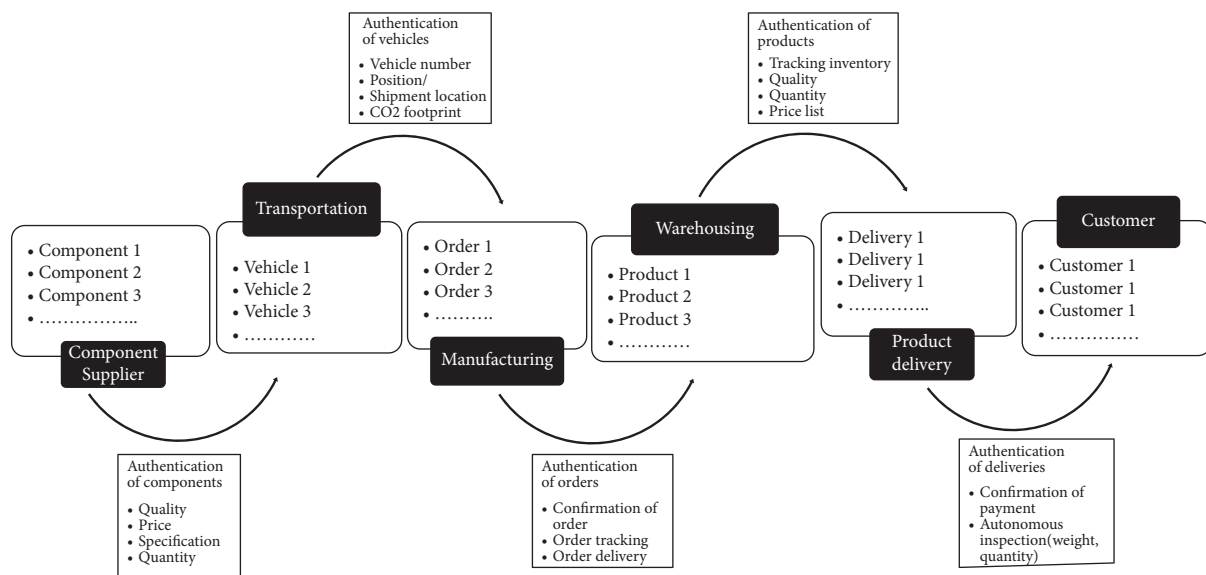 Authentication
of vehicles
• Vehicle number
• Position/
• Shipment location
• CO2 footprint
Authentication of
products
• Tracking inventory
• Quality
• Quantity
• Price list
• Component 1
• Component 2
• Component 3
• ……………..
Component
Supplier
Transportation
• Vehicle 1
• Vehicle 2
• Vehicle 3
• …………
• Order 1
• Order 2
• Order 3
• ……….
Manufacturing
Warehousing
• Product 1
• Product 2
• Product 3
• …………
• Delivery 1
• Delivery 1
• Delivery 1
• …………..
Product
delivery
Customer
• Customer 1
• Customer 1
• Customer 1
• ……………
Authentication
of components
• Quality
• Price
• Specification
• Quantity
Authentication
of orders
• Confirmation of
order
• Order tracking
• Order delivery
Authentication
of deliveries
• Confirmation of
payment
• Autonomous
inspection(weight,
quantity)